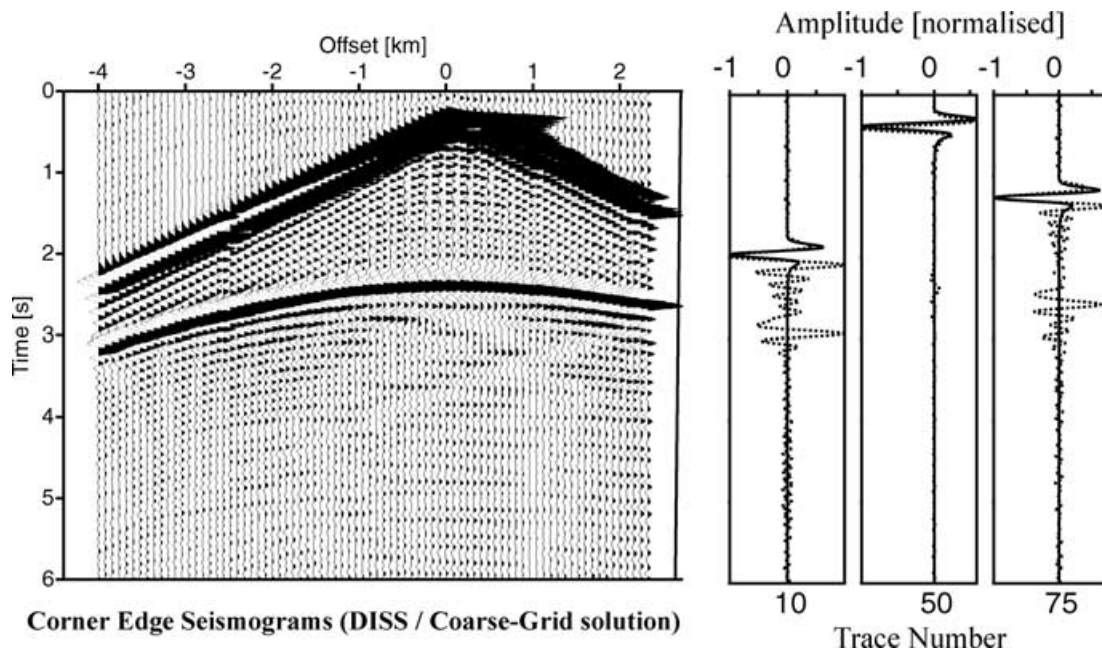 Offset [km]
-4 -3 -2 -1 0 1 2
0
1
2
3
4
5
6
Time [s]
Corner Edge Seismograms (DISS / Coarse-Grid solution)
Amplitude [normalised]
-1 0 -1 0 -1 0
10 50 75
Trace Number